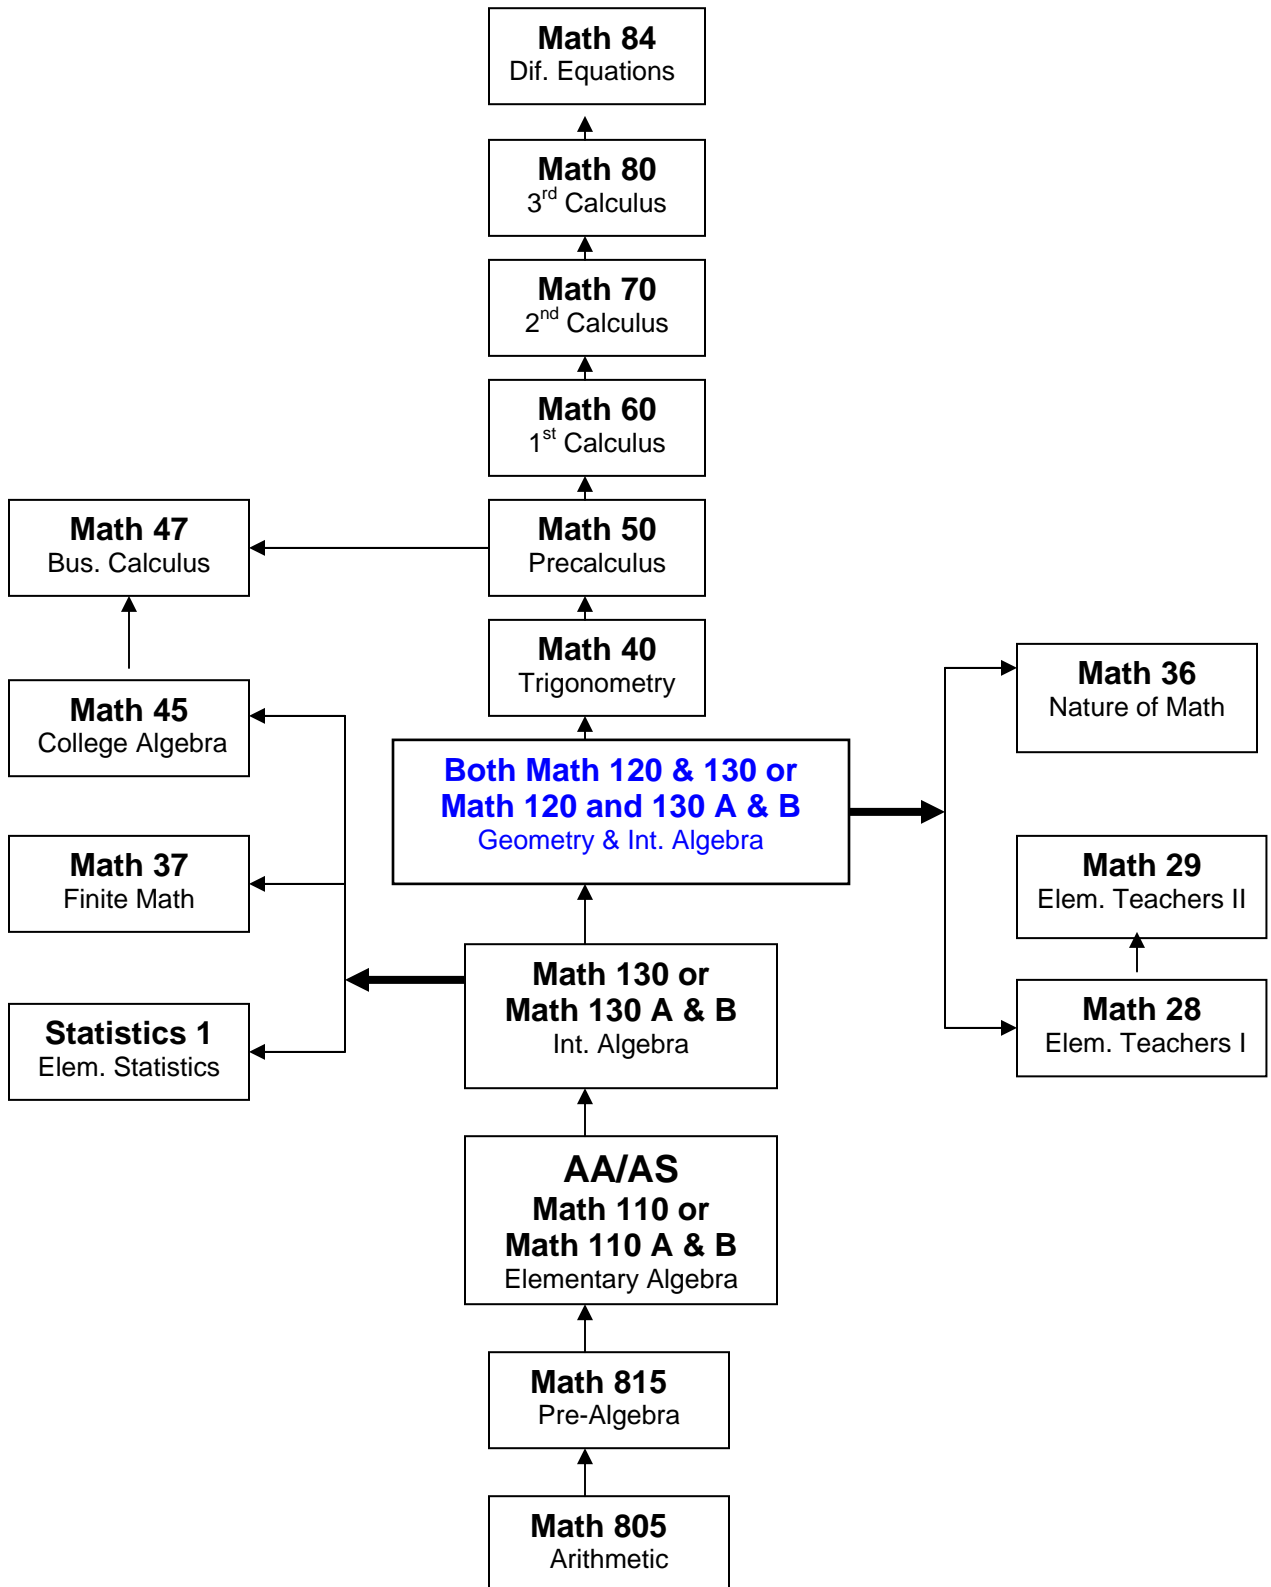 Math 84
Dif. Equations
Math 80
3rd Calculus
Math 70
2nd Calculus
Math 60
1st Calculus
Math 47
Bus. Calculus
Math 50
Precalculus
Math 40
Trigonometry
Math 36
Nature of Math
Math 45
College Algebra
Both Math 120 & 130 or
Math 120 and 130 A & B
Geometry & Int. Algebra
Math 37
Finite Math
Math 29
Elem. Teachers II
Math 130 or
Math 130 A & B
Int. Algebra
Statistics 1
Elem. Statistics
Math 28
Elem. Teachers I
AA/AS
Math 110 or
Math 110 A & B
Elementary Algebra
Math 815
Pre-Algebra
Math 805
Arithmetic